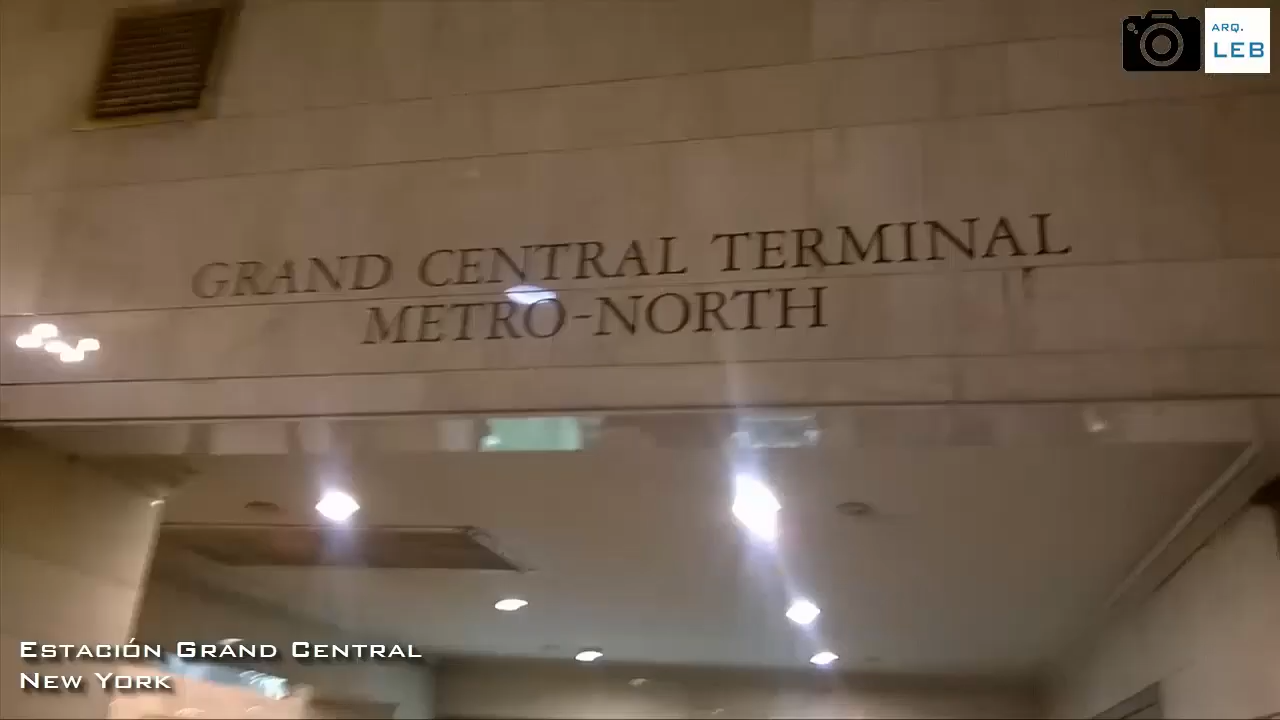 ARQ.
LEB
GRAND CENTRAL TERMINAL
METRO-NORTH
ESTACIÓN GRAND CENTRAL
NEW YORK